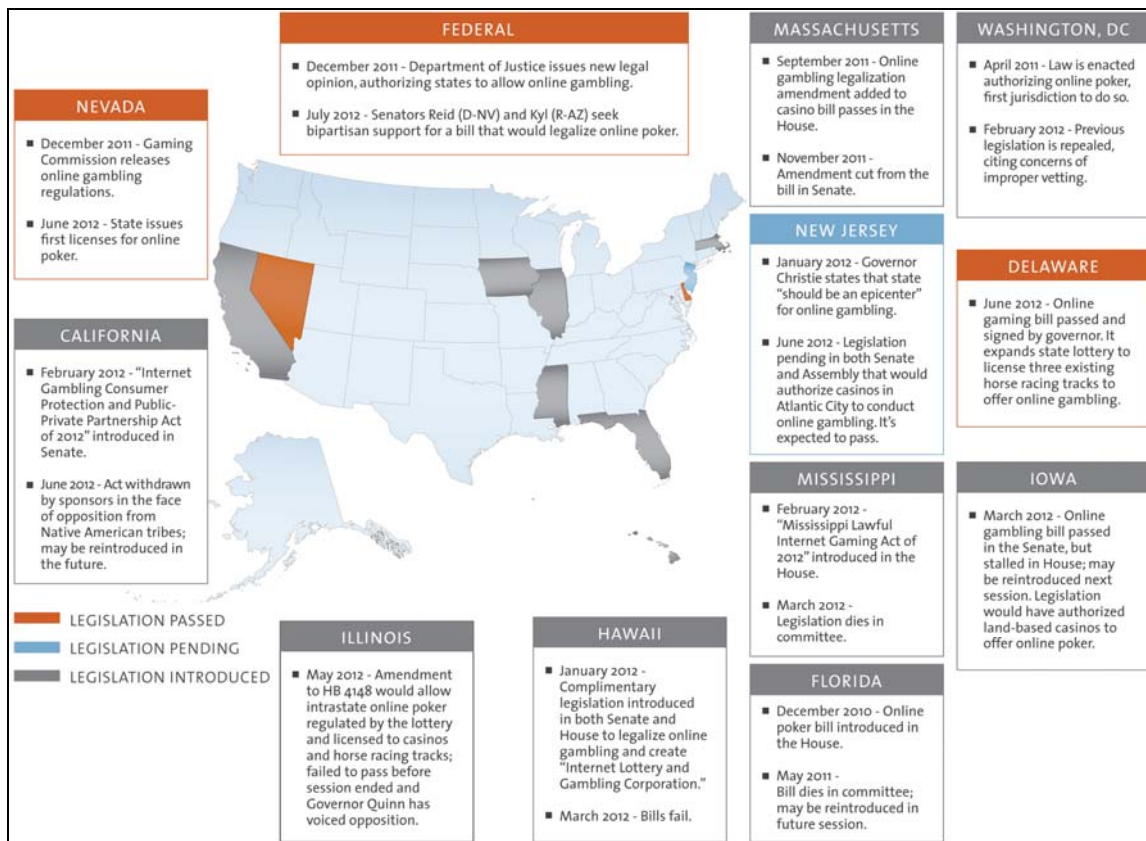 FEDERAL
■ December 2011 - Department of Justice issues new legal
opinion, authorizing states to allow online gambling.
■ July 2012 - Senators Reid (D-NV) and Kyl (R-AZ) seek
bipartisan support for a bill that would legalize online poker.
MASSACHUSETTS
■ September 2011 - Online
gambling legalization
amendment added to
casino bill passes in the
House.
■ November 2011 -
Amendment cut from the
bill in Senate.
WASHINGTON, DC
■ April 2011 - Law is enacted
authorizing online poker,
first jurisdiction to do so.
■ February 2012 - Previous
legislation is repealed,
citing concerns of
improper vetting.
NEVADA
■ December 2011 - Gaming
Commission releases
online gambling
regulations.
■ June 2012 - State issues
first licenses for online
poker.
NEW JERSEY
■ January 2012 - Governor
Christie states that state
“should be an epicenter”
for online gambling.
■ June 2012 - Legislation
pending in both Senate
and Assembly that would
authorize casinos in
Atlantic City to conduct
online gambling. It’s
expected to pass.
DELAWARE
■ June 2012 - Online
gaming bill passed and
signed by governor. It
expands state lottery to
license three existing
horse racing tracks to
offer online gambling.
CALIFORNIA
■ February 2012 - “Internet
Gambling Consumer
Protection and Public-
Private Partnership Act
of 2012” introduced in
Senate.
■ June 2012 - Act withdrawn
by sponsors in the face
of opposition from
Native American tribes;
may be reintroduced in
the future.
MISSISSIPPI
■ February 2012 -
“Mississippi Lawful
Internet Gaming Act of
2012” introduced in the
House.
■ March 2012 -
Legislation dies in
committee.
IOWA
■ March 2012 - Online
gambling bill passed
in the Senate, but
stalled in House; may
be reintroduced next
session. Legislation
would have authorized
land-based casinos to
offer online poker.
LEGISLATION PASSED
LEGISLATION PENDING
LEGISLATION INTRODUCED
ILLINOIS
■ May 2012 - Amendment
to HB 4148 would allow
intrastate online poker
regulated by the lottery
and licensed to casinos
and horse racing tracks;
failed to pass before
session ended and
Governor Quinn has
voiced opposition.
HAWAII
■ January 2012 -
Complimentary
legislation introduced
in both Senate and
House to legalize online
gambling and create
“Internet Lottery and
Gambling Corporation.”
■ March 2012 - Bills fail.
FLORIDA
■ December 2010 - Online
poker bill introduced in
the House.
■ May 2011 -
Bill dies in committee;
may be reintroduced in
future session.